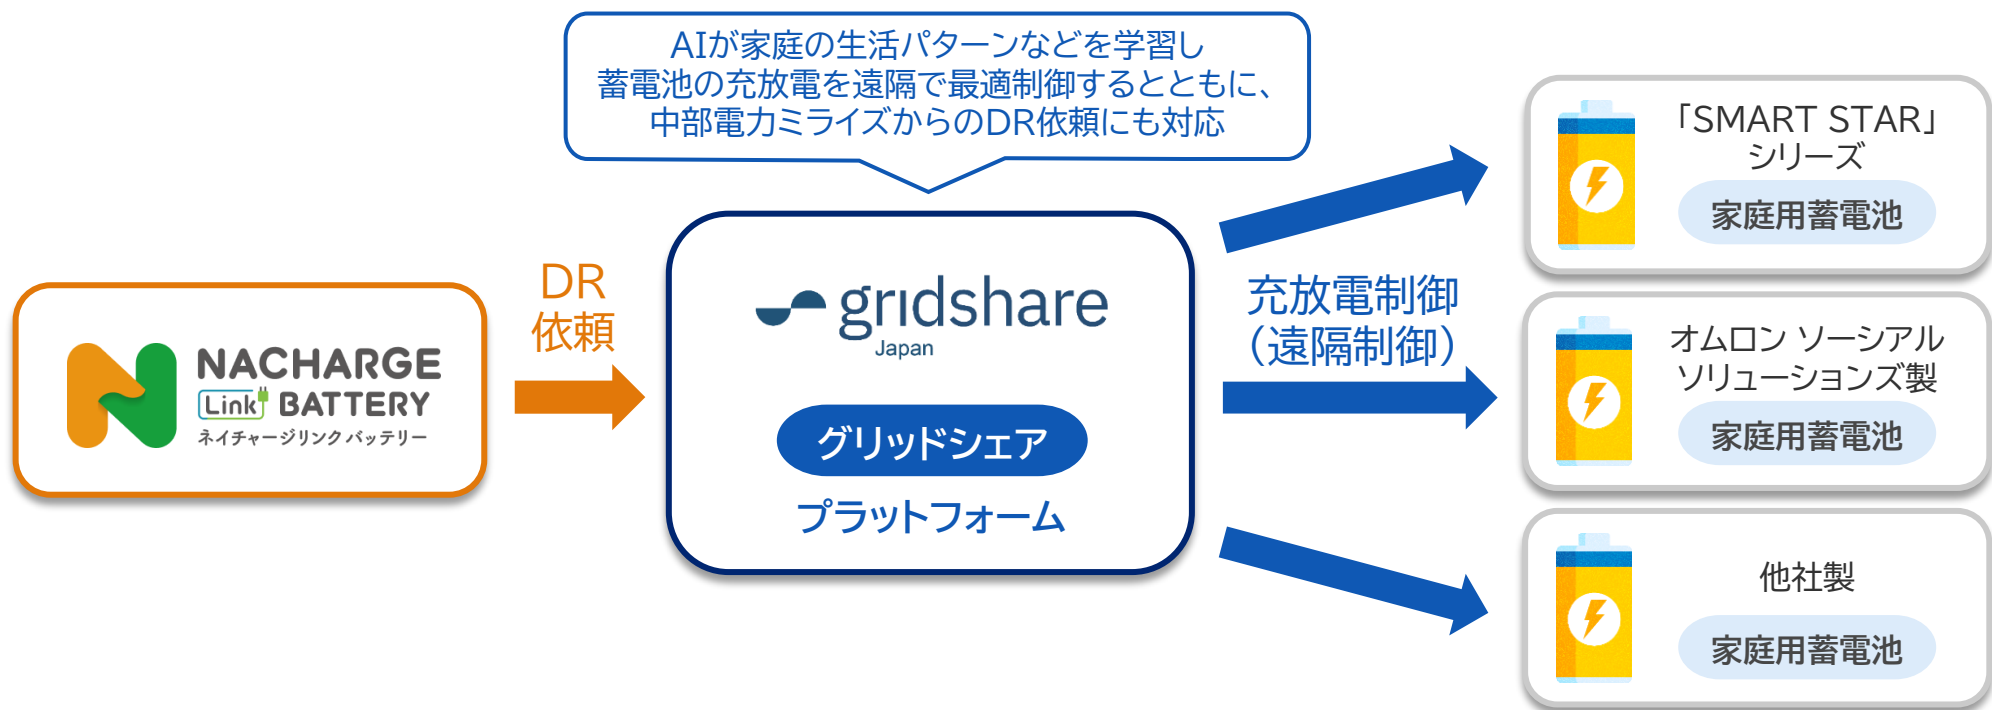 AIが家庭の生活パターンなどを学習し
蓄電池の充放電を遠隔で最適制御するとともに、
中部電力ミライズからのDR依頼にも対応
NACHARGE
Link BATTERY
ネイチャージリンク バッテリー
DR
依頼
gridshare
Japan
グリッドシェア
プラットフォーム
充放電制御
（遠隔制御）
「SMART STAR」
シリーズ
家庭用蓄電池
オムロン ソーシアル
ソリューションズ製
家庭用蓄電池
他社製
家庭用蓄電池